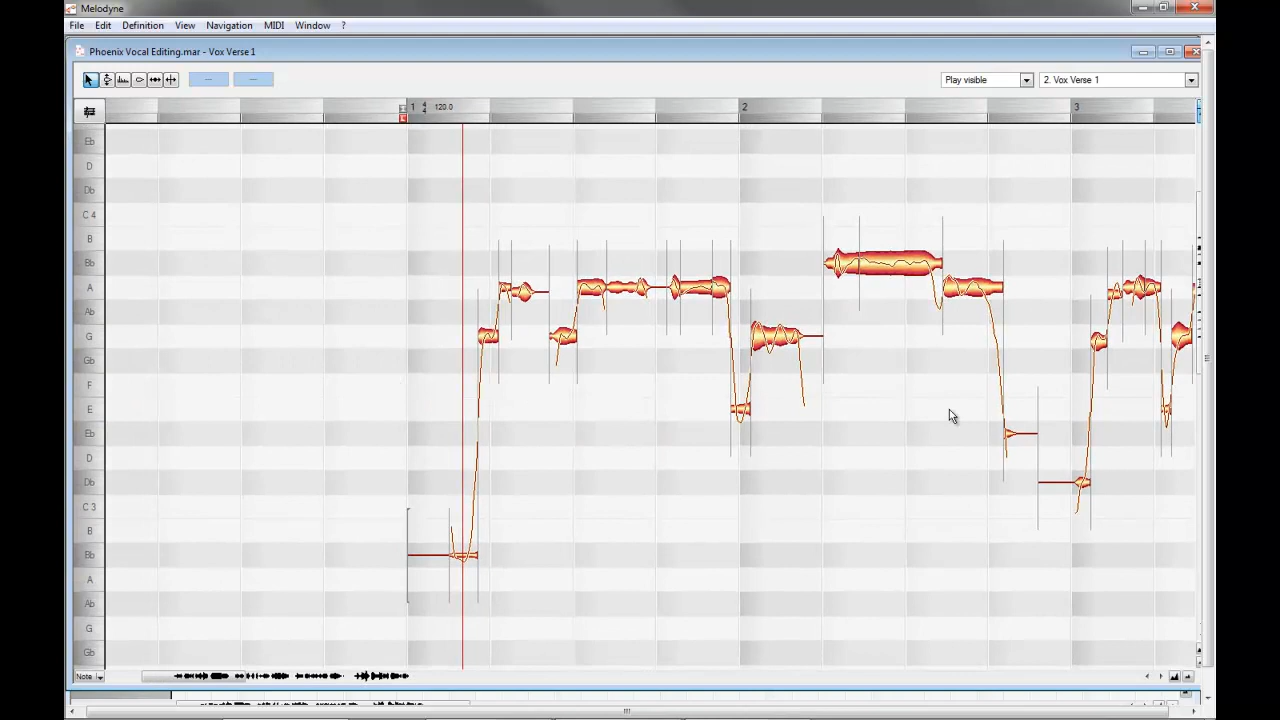 Melodyne
File Edit Definition View Navigation MIDI Window ?
Phoenix Vocal Editing.mar - Vox Verse 1
Play visible
2. Vox Verse 1
1 4/4 120.0 2 3
Eb
D
Db
C 4
B
Bb
A
Ab
G
Gb
F
E
Eb
D
Db
C 3
B
Bb
A
Ab
G
Gb
Note